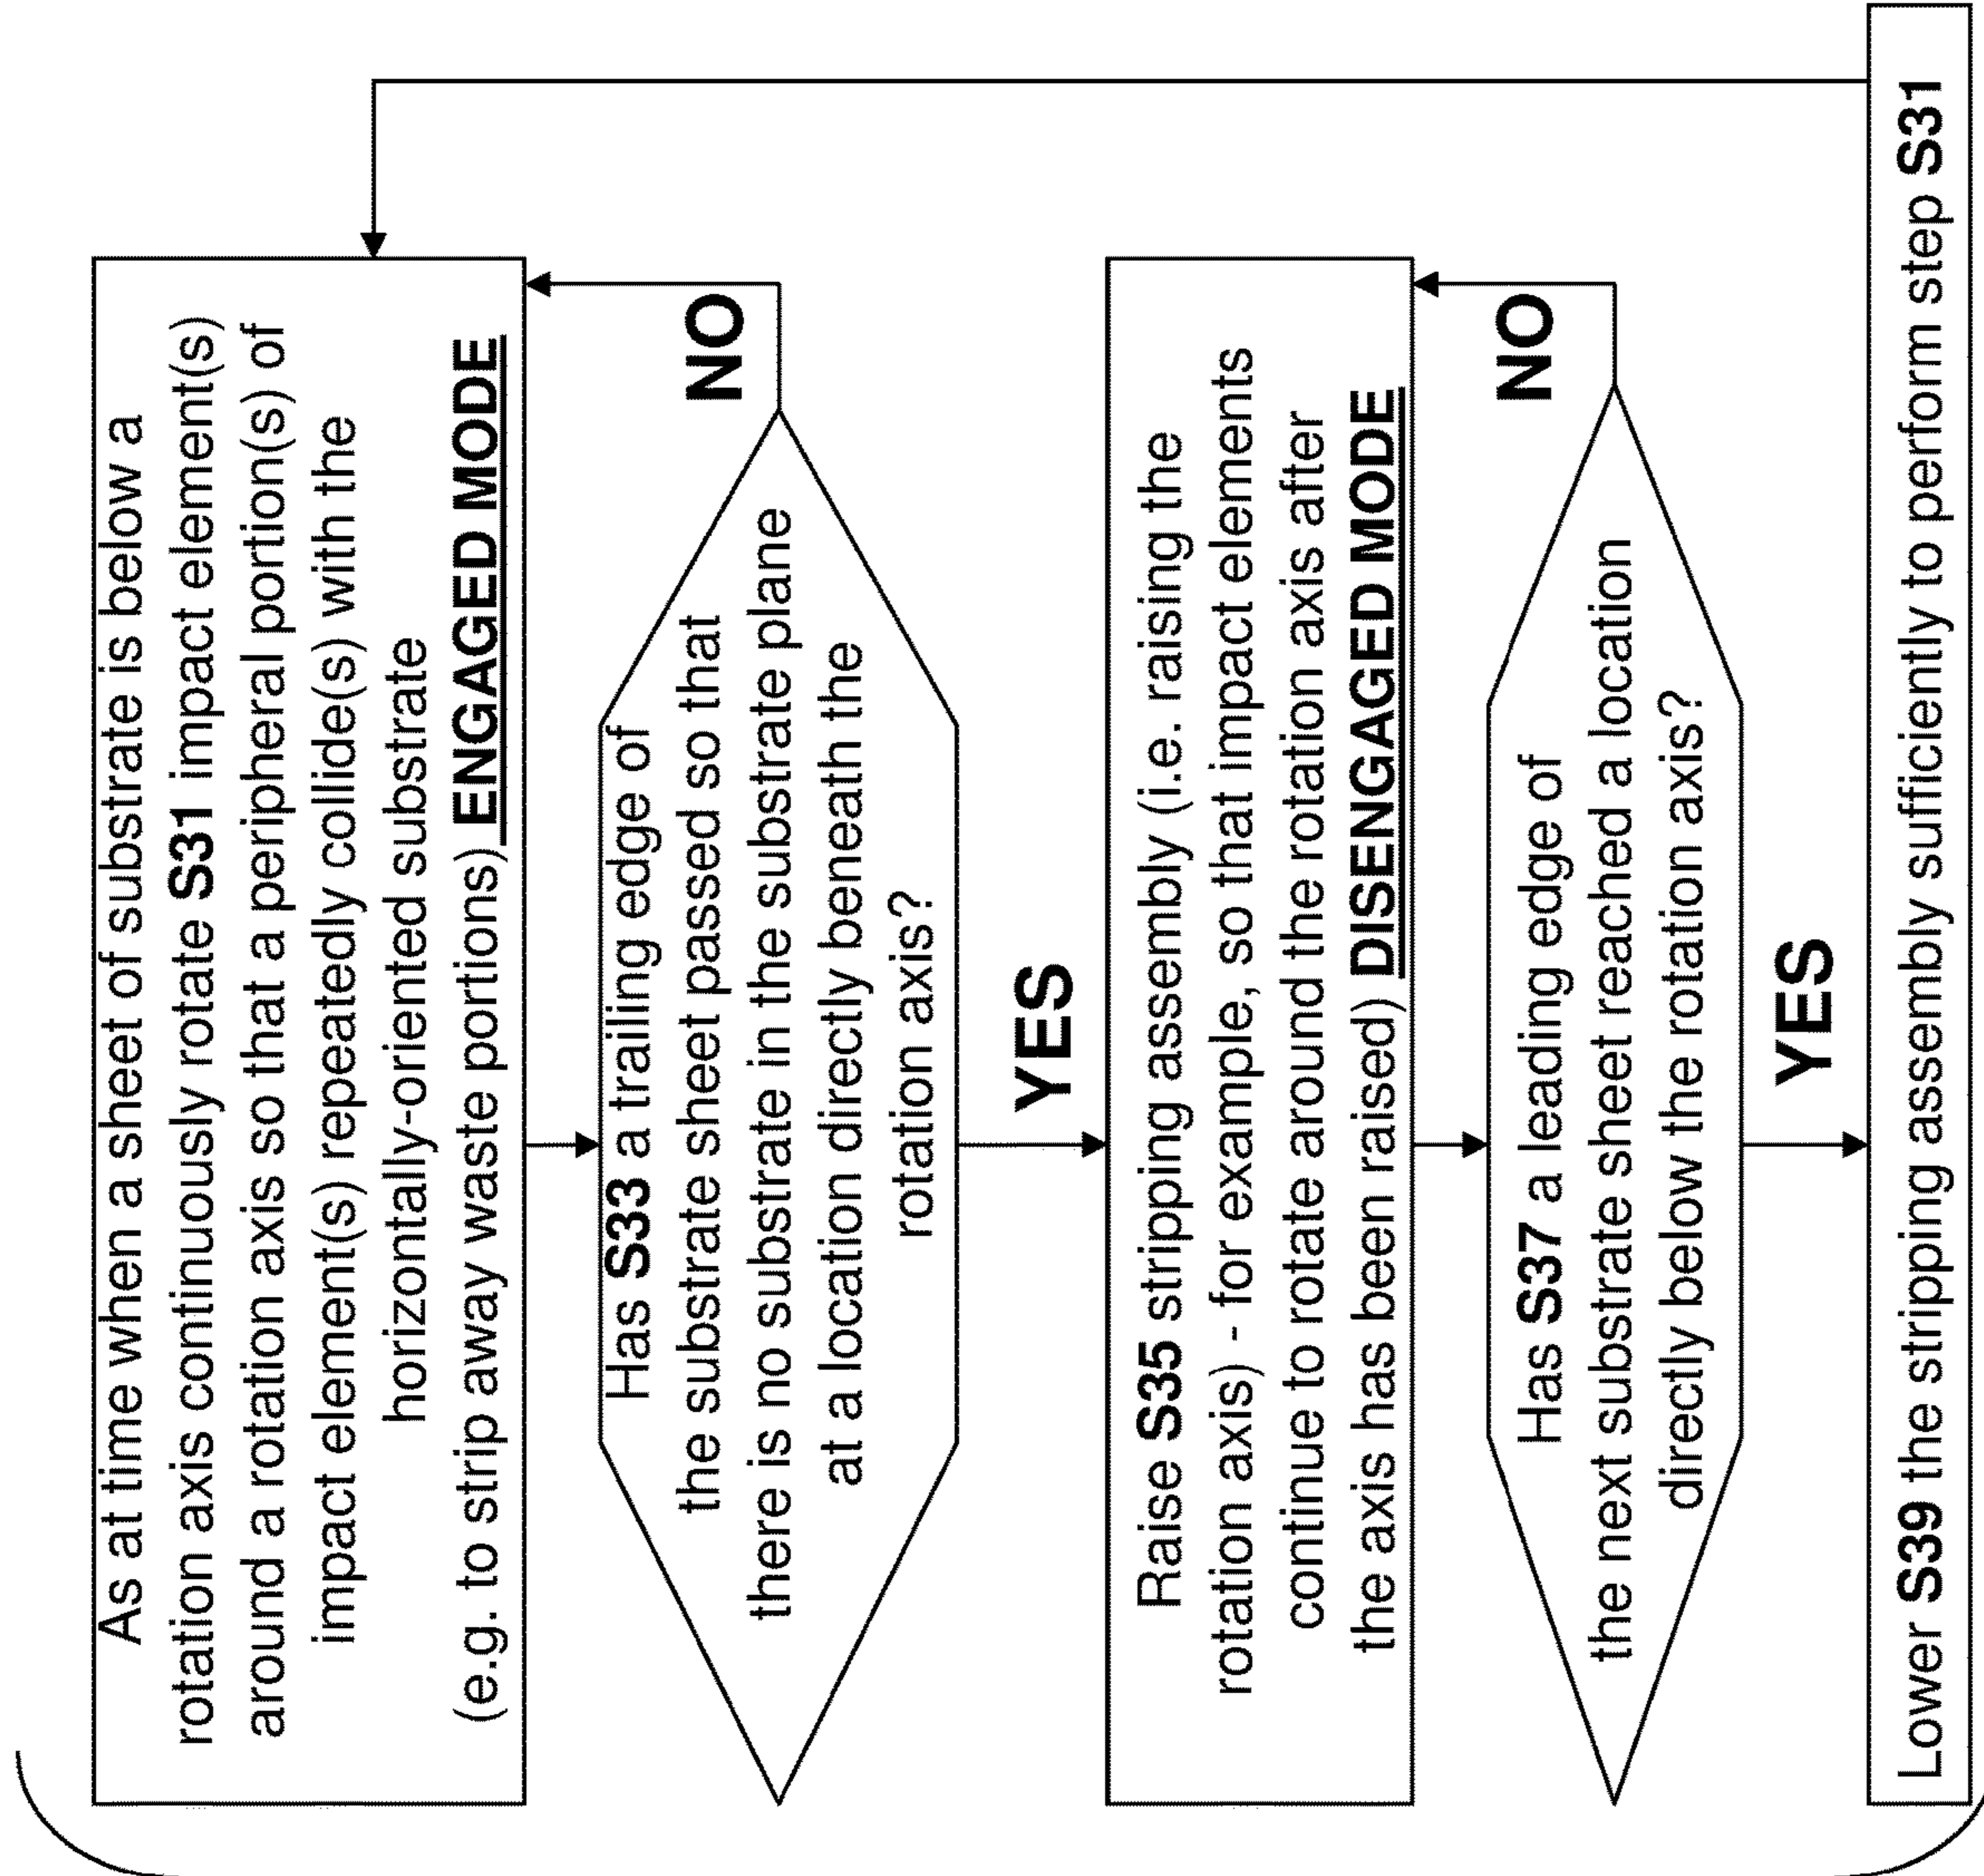 As at time when a sheet of substrate is below a
rotation axis continuously rotate S31 impact element(s)
around a rotation axis so that a peripheral portion(s) of
impact element(s) repeatedly collide(s) with the
horizontally-oriented substrate
(e.g. to strip away waste portions) ENGAGED MODE
Has S33 a trailing edge of
the substrate sheet passed so that
there is no substrate in the substrate plane
at a location directly beneath the
rotation axis?
NO
YES
Raise S35 stripping assembly (i.e. raising the
rotation axis) - for example, so that impact elements
continue to rotate around the rotation axis after
the axis has been raised) DISENGAGED MODE
Has S37 a leading edge of
the next substrate sheet reached a location
directly below the rotation axis?
NO
YES
Lower S39 the stripping assembly sufficiently to perform step S31